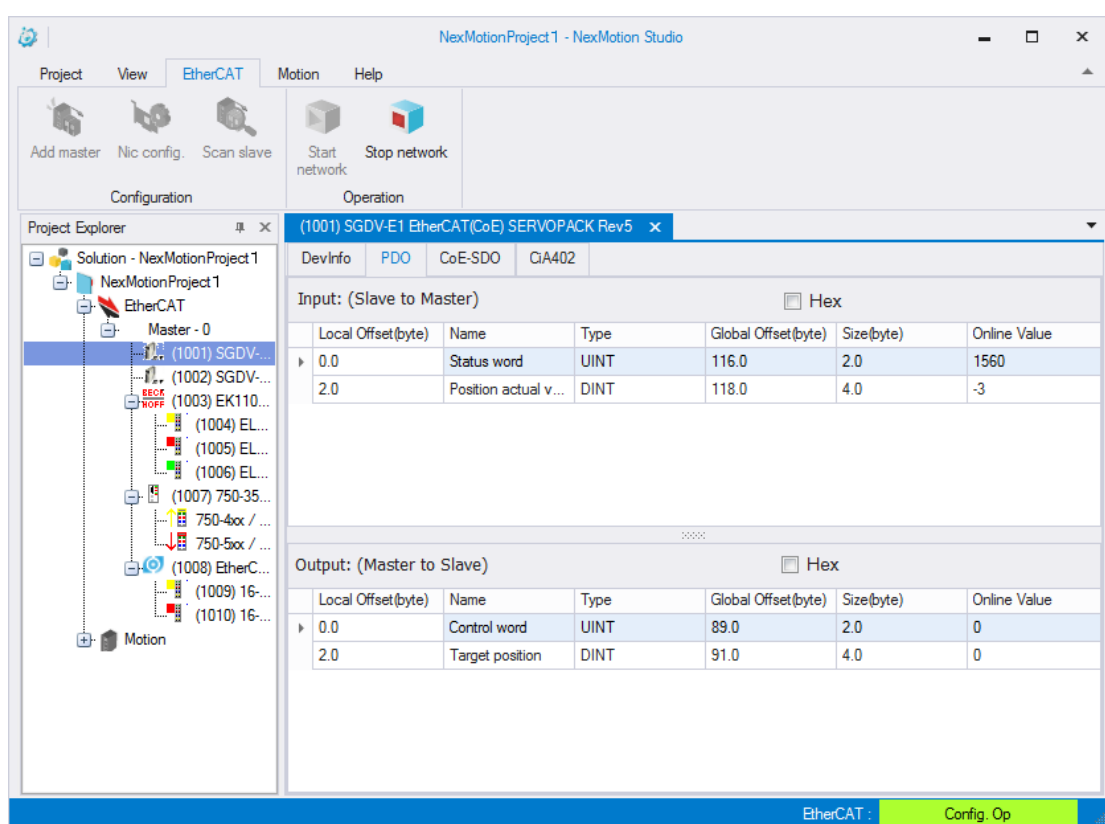 NexMotionProject1 - NexMotion Studio
Project View EtherCAT Motion Help
Add master Nic config. Scan slave Start network Stop network
Configuration Operation
Project Explorer
Solution - NexMotionProject1
NexMotionProject1
EtherCAT
Master - 0
(1001) SGDV-...
(1002) SGDV-...
BECKHOFF (1003) EK110...
(1004) EL...
(1005) EL...
(1006) EL...
(1007) 750-35...
750-4xx / ...
750-5xx / ...
(1008) EtherC...
(1009) 16-...
(1010) 16-...
Motion
(1001) SGDV-E1 EtherCAT(CoE) SERVOPACK Rev5
DevInfo PDO CoE-SDO CiA402
Input: (Slave to Master) Hex
Local Offset(byte) Name Type Global Offset(byte) Size(byte) Online Value
0.0 Status word UINT 116.0 2.0 1560
2.0 Position actual v... DINT 118.0 4.0 -3
Output: (Master to Slave) Hex
Local Offset(byte) Name Type Global Offset(byte) Size(byte) Online Value
0.0 Control word UINT 89.0 2.0 0
2.0 Target position DINT 91.0 4.0 0
EtherCAT : Config. Op